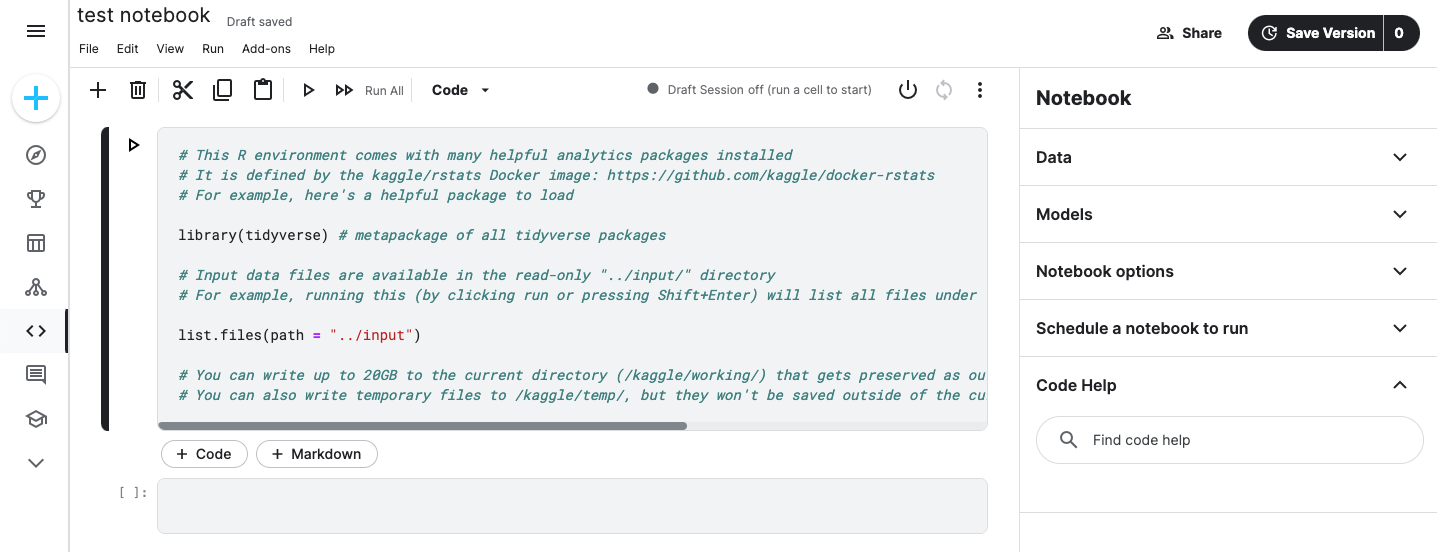 test notebook Draft saved
Share
Save Version 0
File Edit View Run Add-ons Help
Run All Code
Draft Session off (run a cell to start)
# This R environment comes with many helpful analytics packages installed
# It is defined by the kaggle/rstats Docker image: https://github.com/kaggle/docker-rstats
# For example, here's a helpful package to load
library(tidyverse) # metapackage of all tidyverse packages
# Input data files are available in the read-only "../input/" directory
# For example, running this (by clicking run or pressing Shift+Enter) will list all files under
list.files(path = "../input")
# You can write up to 20GB to the current directory (/kaggle/working/) that gets preserved as ou
# You can also write temporary files to /kaggle/temp/, but they won't be saved outside of the cu
+ Code + Markdown
[ ]:
Notebook
Data
Models
Notebook options
Schedule a notebook to run
Code Help
Find code help